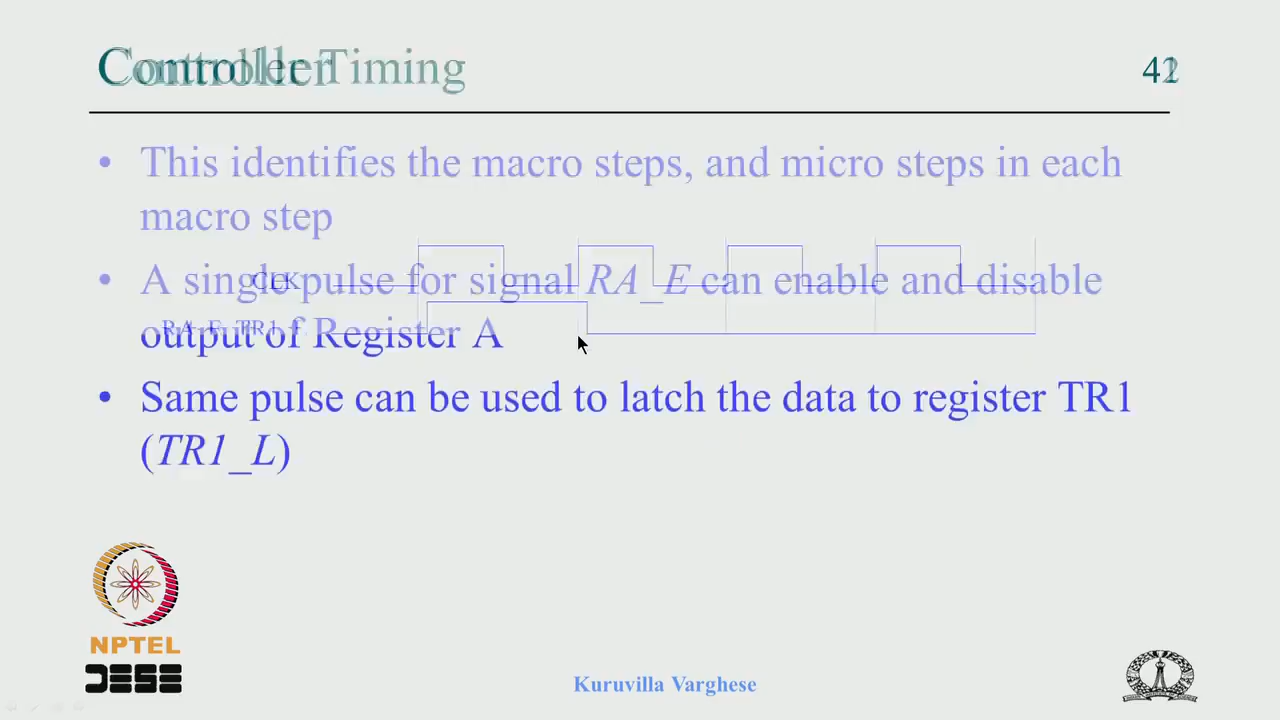 Controller Timing
• This identifies the macro steps, and micro steps in each
macro step
• A single pulse for signal RA_E can enable and disable
CLK
output of Register A
RA_E, TR1_L
• Same pulse can be used to latch the data to register TR1
(TR1_L)
NPTEL
DESE
Kuruvilla Varghese